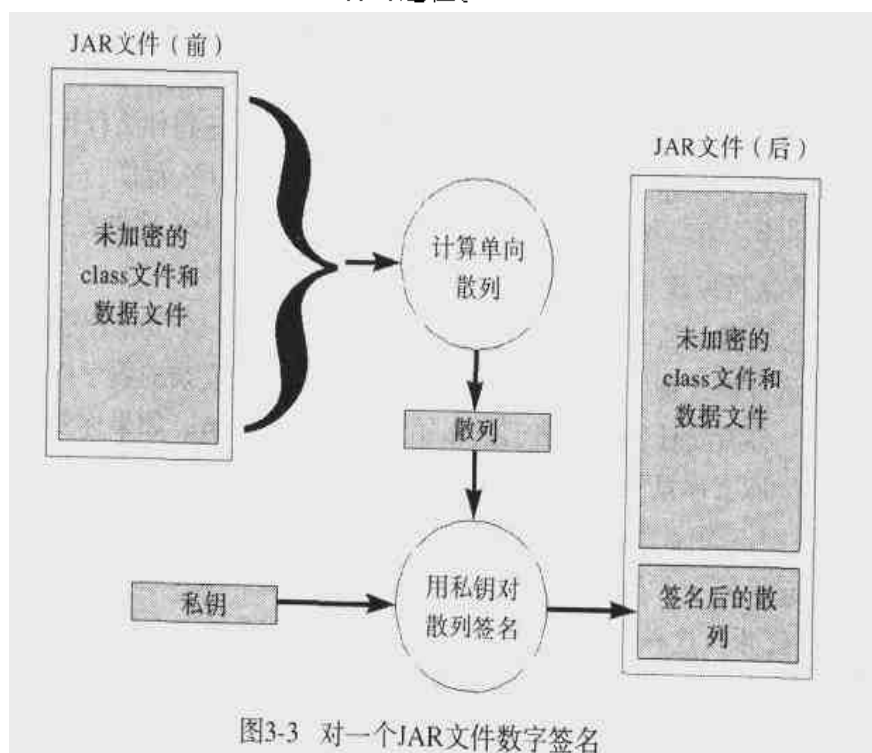 JAR文件（前）
未加密的
class文件和
数据文件
计算单向
散列
散列
私钥
用私钥对
散列签名
JAR文件（后）
未加密的
class文件和
数据文件
签名后的散
列
图3-3 对一个JAR文件数字签名